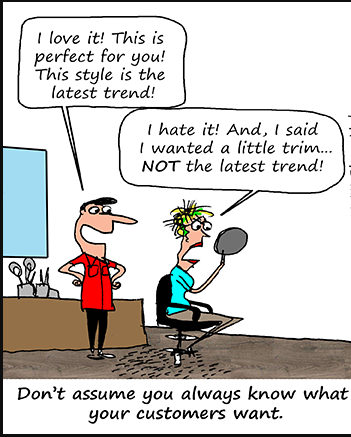 I love it! This is
perfect for you!
This style is the
latest trend!
I hate it! And, I said
I wanted a little trim...
NOT the latest trend!
Don't assume you always know what
your customers want.